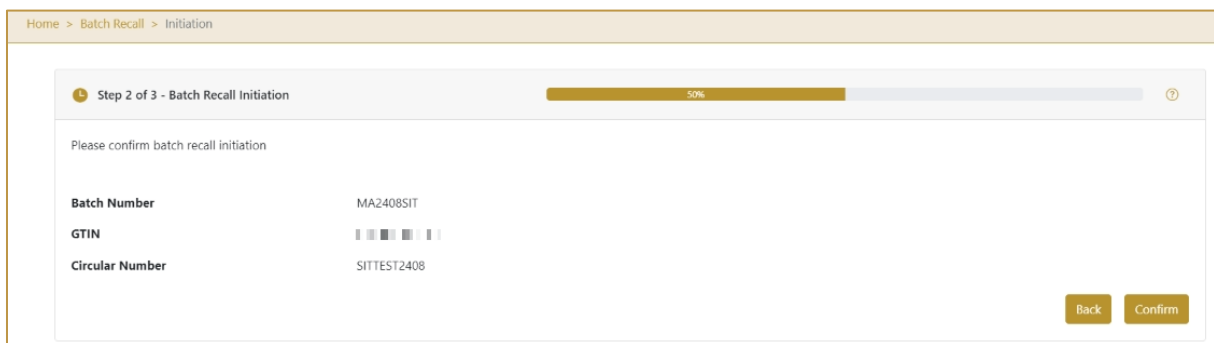 Home > Batch Recall > Initiation
Step 2 of 3 - Batch Recall Initiation 50%
Please confirm batch recall initiation
Batch Number MA2408SIT
GTIN
Circular Number SITTEST2408
Back Confirm